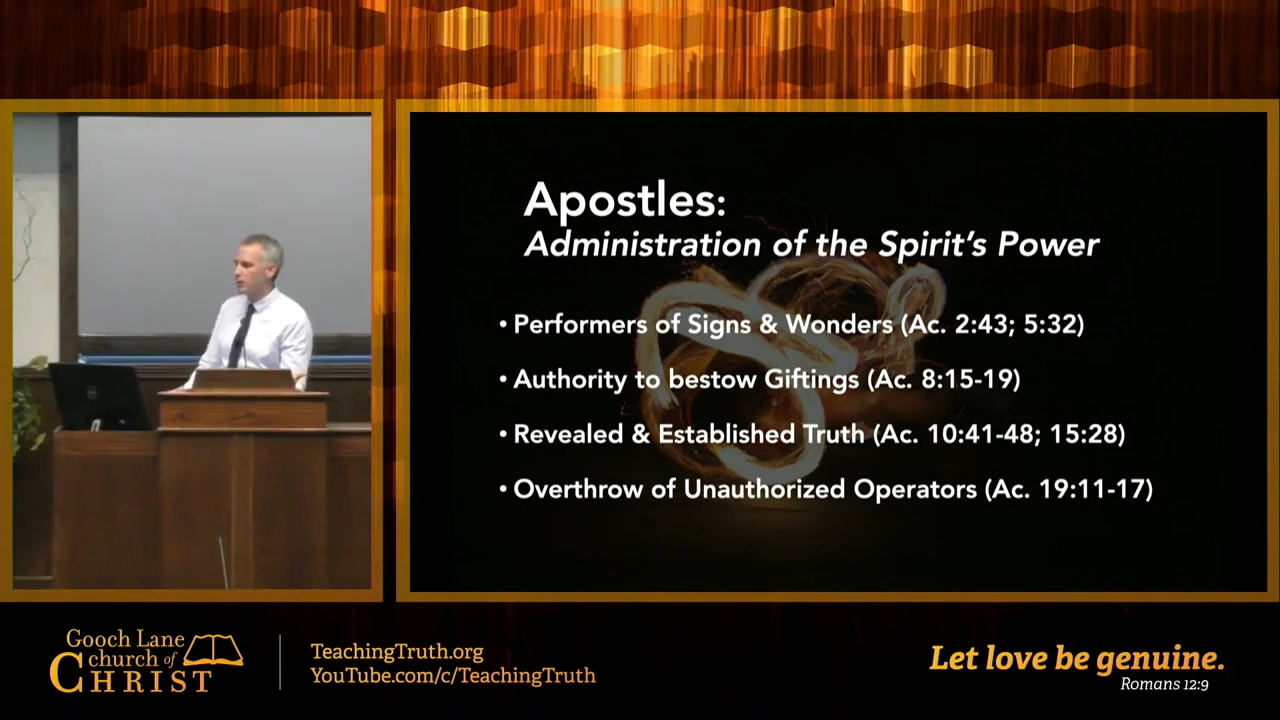 Apostles:
Administration of the Spirit's Power
• Performers of Signs & Wonders (Ac. 2:43; 5:32)
• Authority to bestow Giftings (Ac. 8:15-19)
• Revealed & Established Truth (Ac. 10:41-48; 15:28)
• Overthrow of Unauthorized Operators (Ac. 19:11-17)
Gooch Lane
church of
CHRIST
TeachingTruth.org
YouTube.com/c/TeachingTruth
Let love be genuine.
Romans 12:9